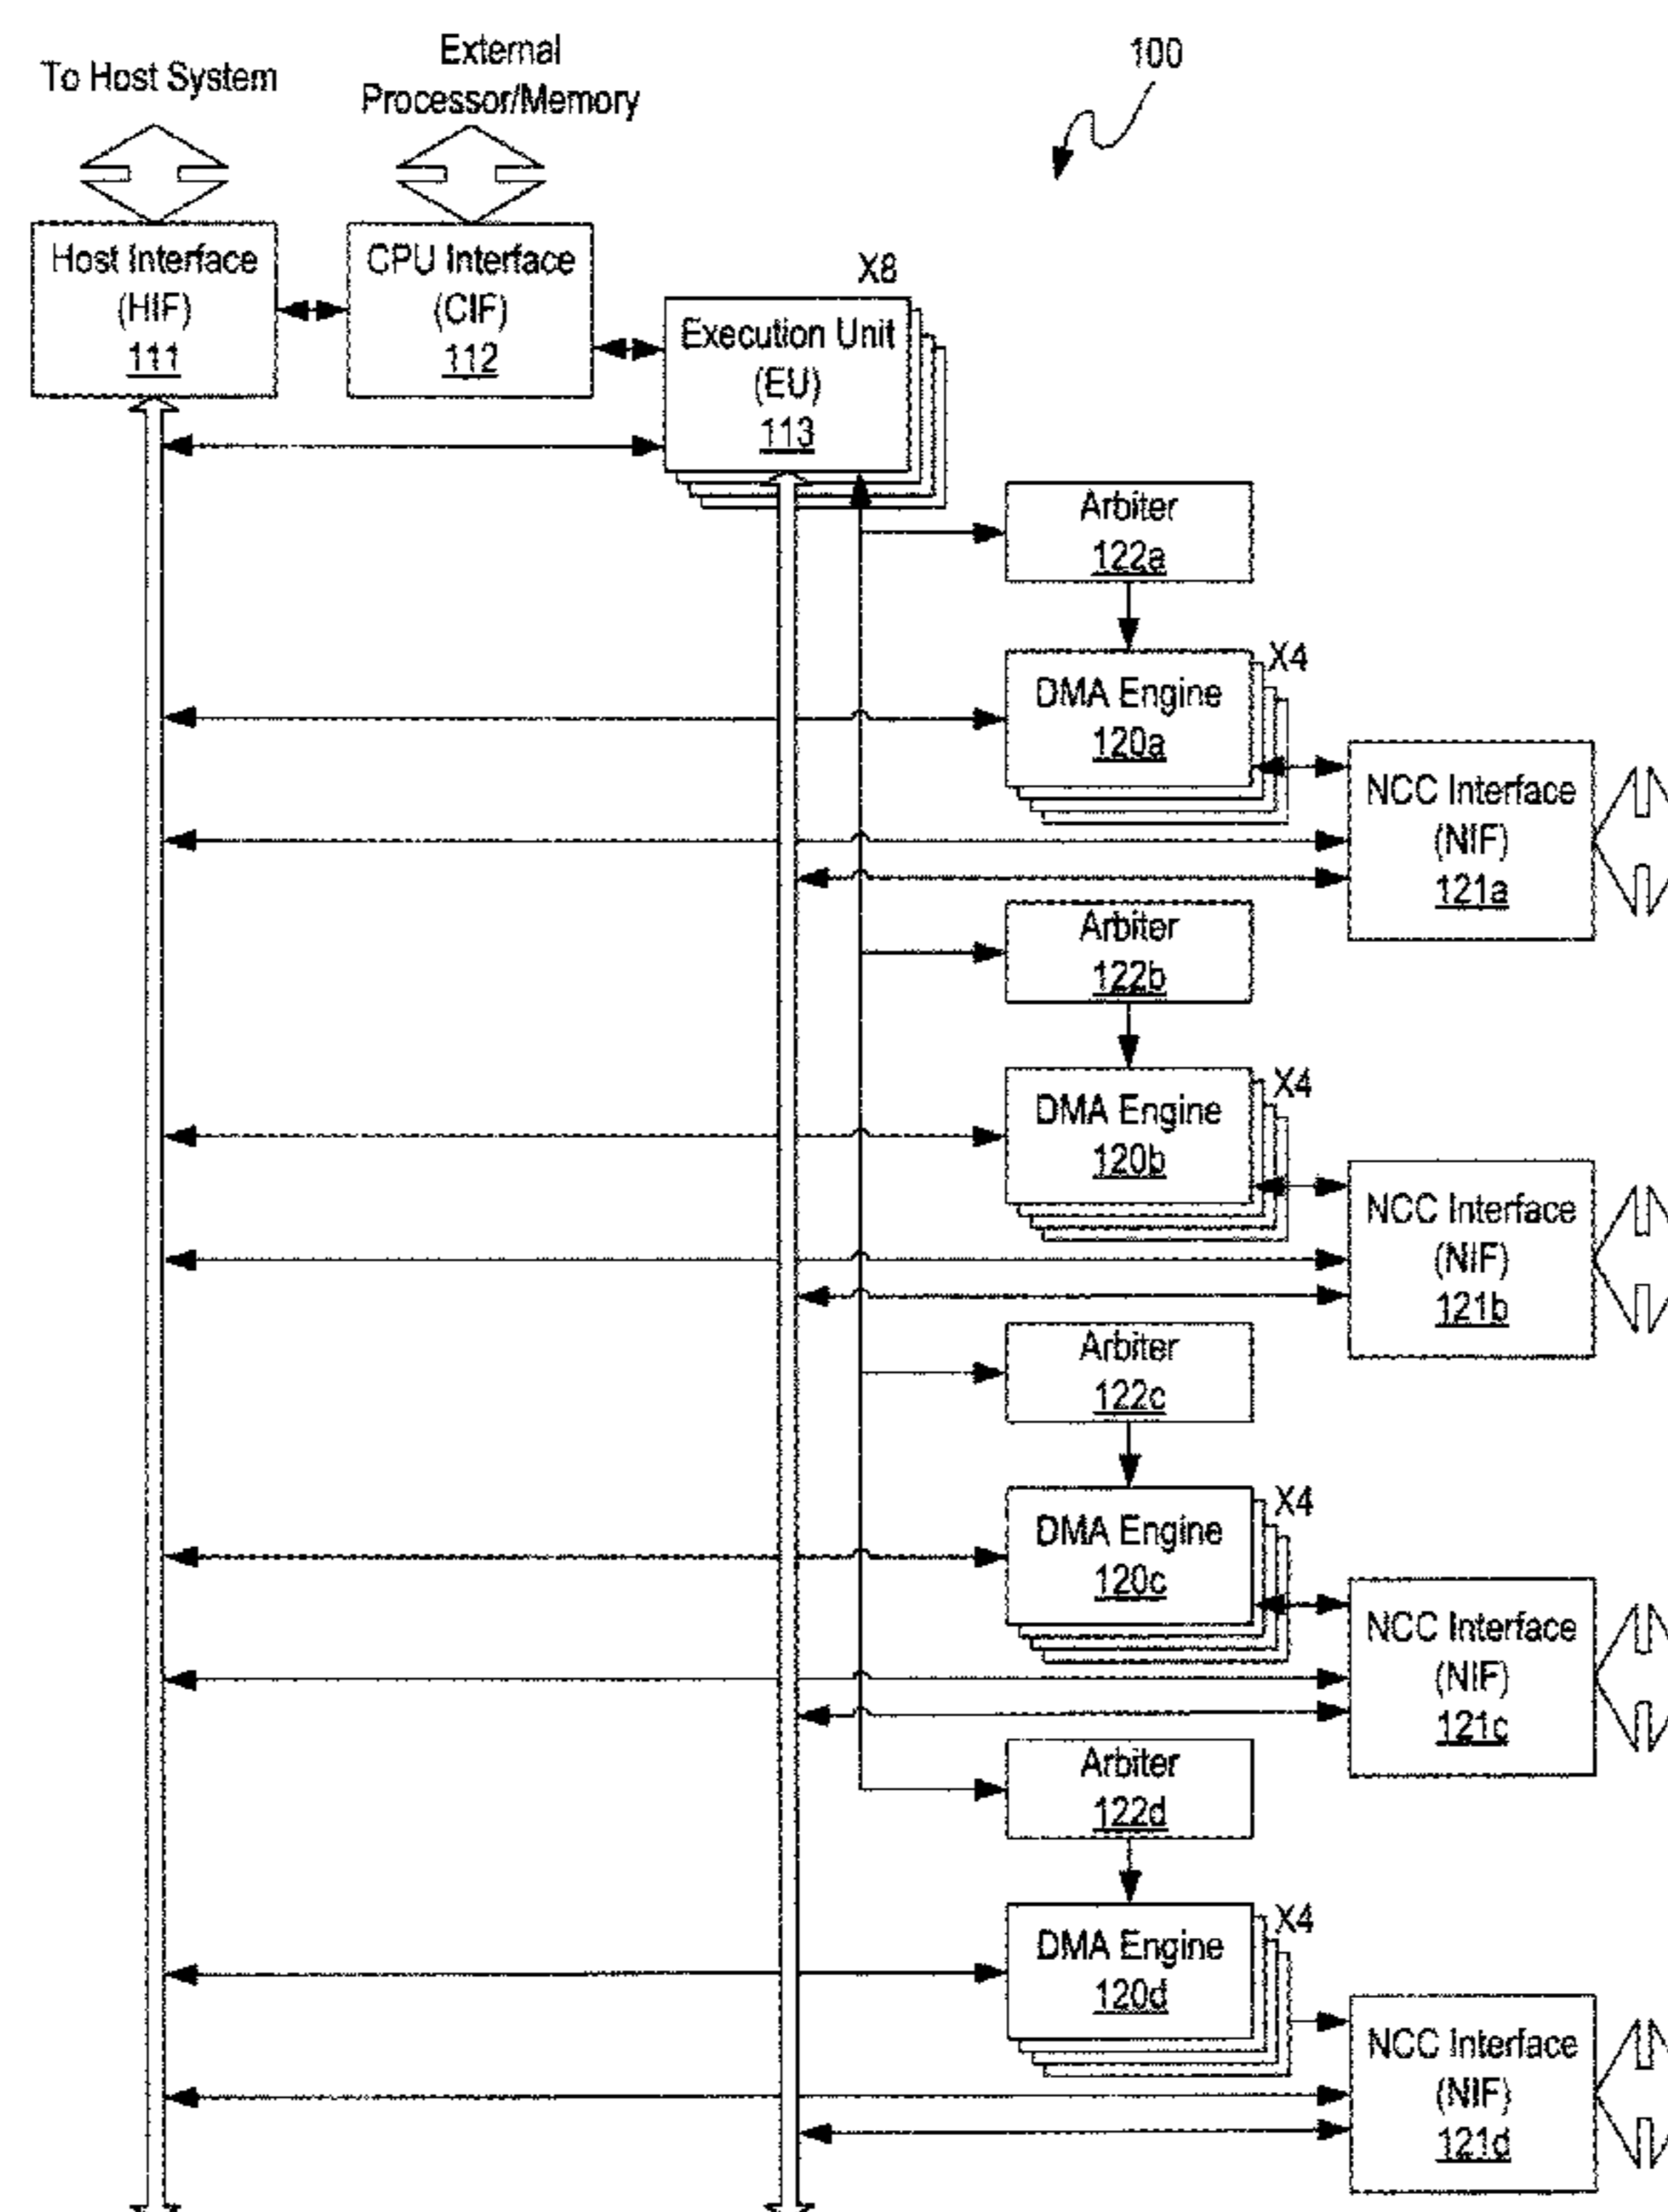 To Host System
External
Processor/Memory
100
Host Interface
(HIF)
111
CPU Interface
(CIF)
112
X8
Execution Unit
(EU)
113
Arbiter
122a
X4
DMA Engine
120a
NCC Interface
(NIF)
121a
Arbiter
122b
X4
DMA Engine
120b
NCC Interface
(NIF)
121b
Arbiter
122c
X4
DMA Engine
120c
NCC Interface
(NIF)
121c
Arbiter
122d
X4
DMA Engine
120d
NCC Interface
(NIF)
121d